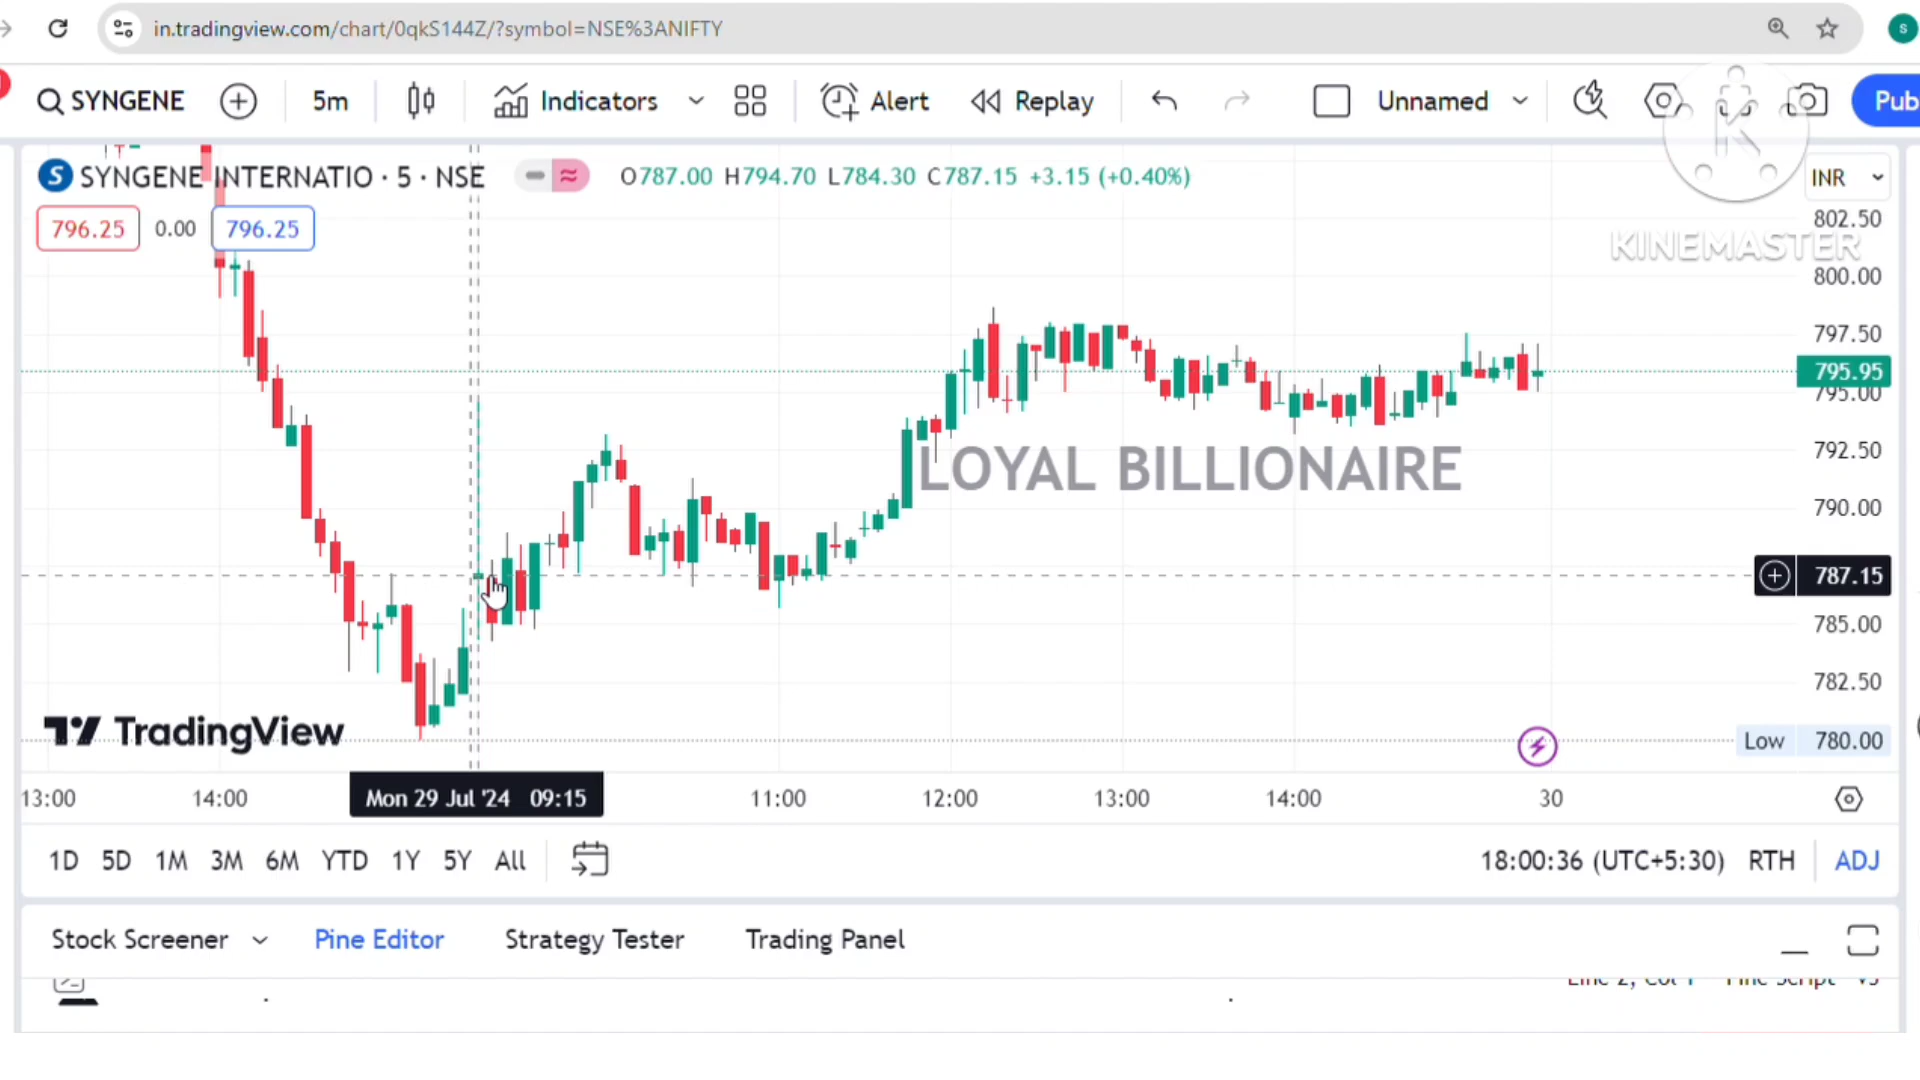 in.tradingview.com/chart/0qkS144Z/?symbol=NSE%3ANIFTY
S
SYNGENE 5m Indicators Alert Replay Unnamed Pub
K
KINEMASTER
S SYNGENE INTERNATIO · 5 · NSE O787.00 H794.70 L784.30 C787.15 +3.15 (+0.40%) INR
796.25 0.00 796.25
802.50
800.00
797.50
795.95
795.00
792.50
LOYAL BILLIONAIRE
790.00
787.15
785.00
782.50
TradingView
Low 780.00
13:00 14:00 Mon 29 Jul '24 09:15 11:00 12:00 13:00 14:00 30
1D 5D 1M 3M 6M YTD 1Y 5Y All 18:00:36 (UTC+5:30) RTH ADJ
Stock Screener Pine Editor Strategy Tester Trading Panel